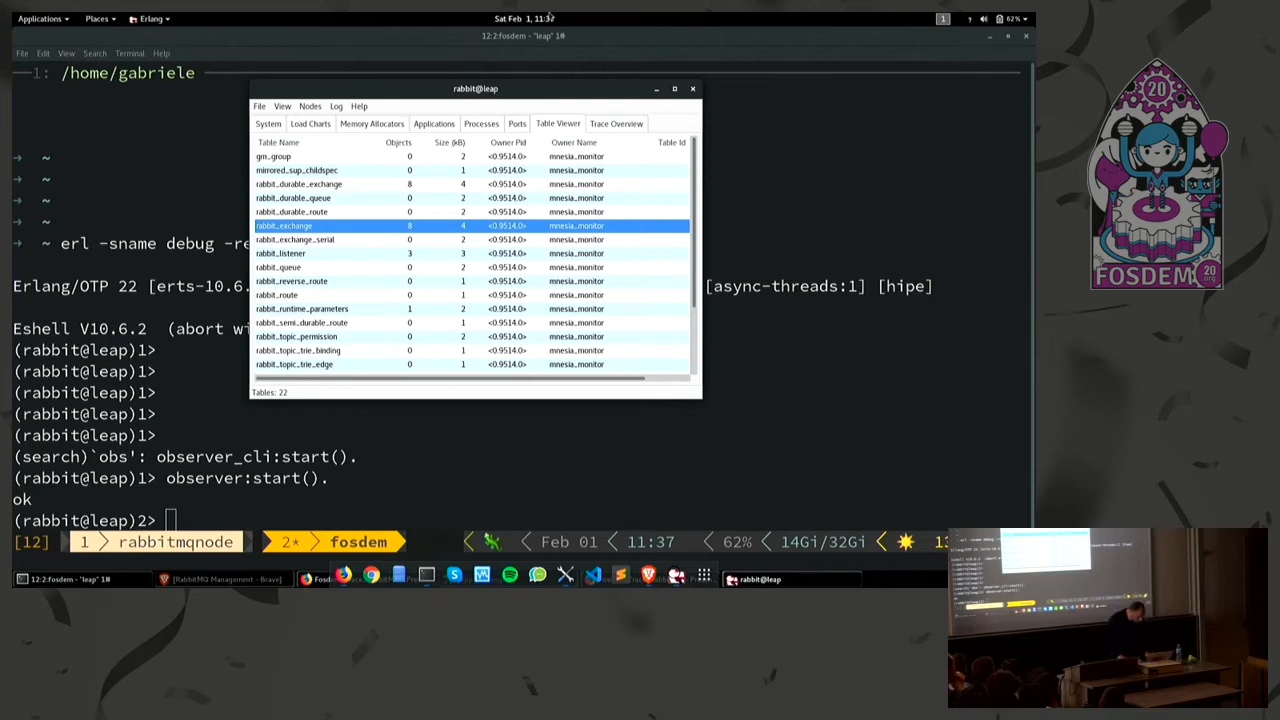 Applications Places Erlang Sat Feb 1, 11:37 1 ? 62%
12:2:fosdem - "leap" 1#
File Edit View Search Terminal Help
1: /home/gabriele
→ ~
→ ~
→ ~
→ ~
→ ~ erl -sname debug -re
Erlang/OTP 22 [erts-10.6. [async-threads:1] [hipe]
Eshell V10.6.2 (abort wi
(rabbit@leap)1>
(rabbit@leap)1>
(rabbit@leap)1>
(rabbit@leap)1>
(rabbit@leap)1>
(search)`obs': observer_cli:start().
(rabbit@leap)1> observer:start().
ok
(rabbit@leap)2>
[12] 1 rabbitmqnode 2* fosdem Feb 01 11:37 62% 14Gi/32Gi 13
12:2:fosdem - "leap" 1# [RabbitMQ Management - Brave] Fosd rabbit@leap
rabbit@leap
File View Nodes Log Help
System Load Charts Memory Allocators Applications Processes Ports Table Viewer Trace Overview
Table Name Objects Size (kB) Owner Pid Owner Name Table Id
gm_group 0 2 <0.9514.0> mnesia_monitor
mirrored_sup_childspec 0 1 <0.9514.0> mnesia_monitor
rabbit_durable_exchange 8 4 <0.9514.0> mnesia_monitor
rabbit_durable_queue 0 2 <0.9514.0> mnesia_monitor
rabbit_durable_route 0 2 <0.9514.0> mnesia_monitor
rabbit_exchange 8 4 <0.9514.0> mnesia_monitor
rabbit_exchange_serial 0 2 <0.9514.0> mnesia_monitor
rabbit_listener 3 3 <0.9514.0> mnesia_monitor
rabbit_queue 0 2 <0.9514.0> mnesia_monitor
rabbit_reverse_route 0 1 <0.9514.0> mnesia_monitor
rabbit_route 0 1 <0.9514.0> mnesia_monitor
rabbit_runtime_parameters 1 2 <0.9514.0> mnesia_monitor
rabbit_semi_durable_route 0 1 <0.9514.0> mnesia_monitor
rabbit_topic_permission 0 2 <0.9514.0> mnesia_monitor
rabbit_topic_trie_binding 0 1 <0.9514.0> mnesia_monitor
rabbit_topic_trie_edge 0 1 <0.9514.0> mnesia_monitor
Tables: 22
20
FOSDEM 20
.org